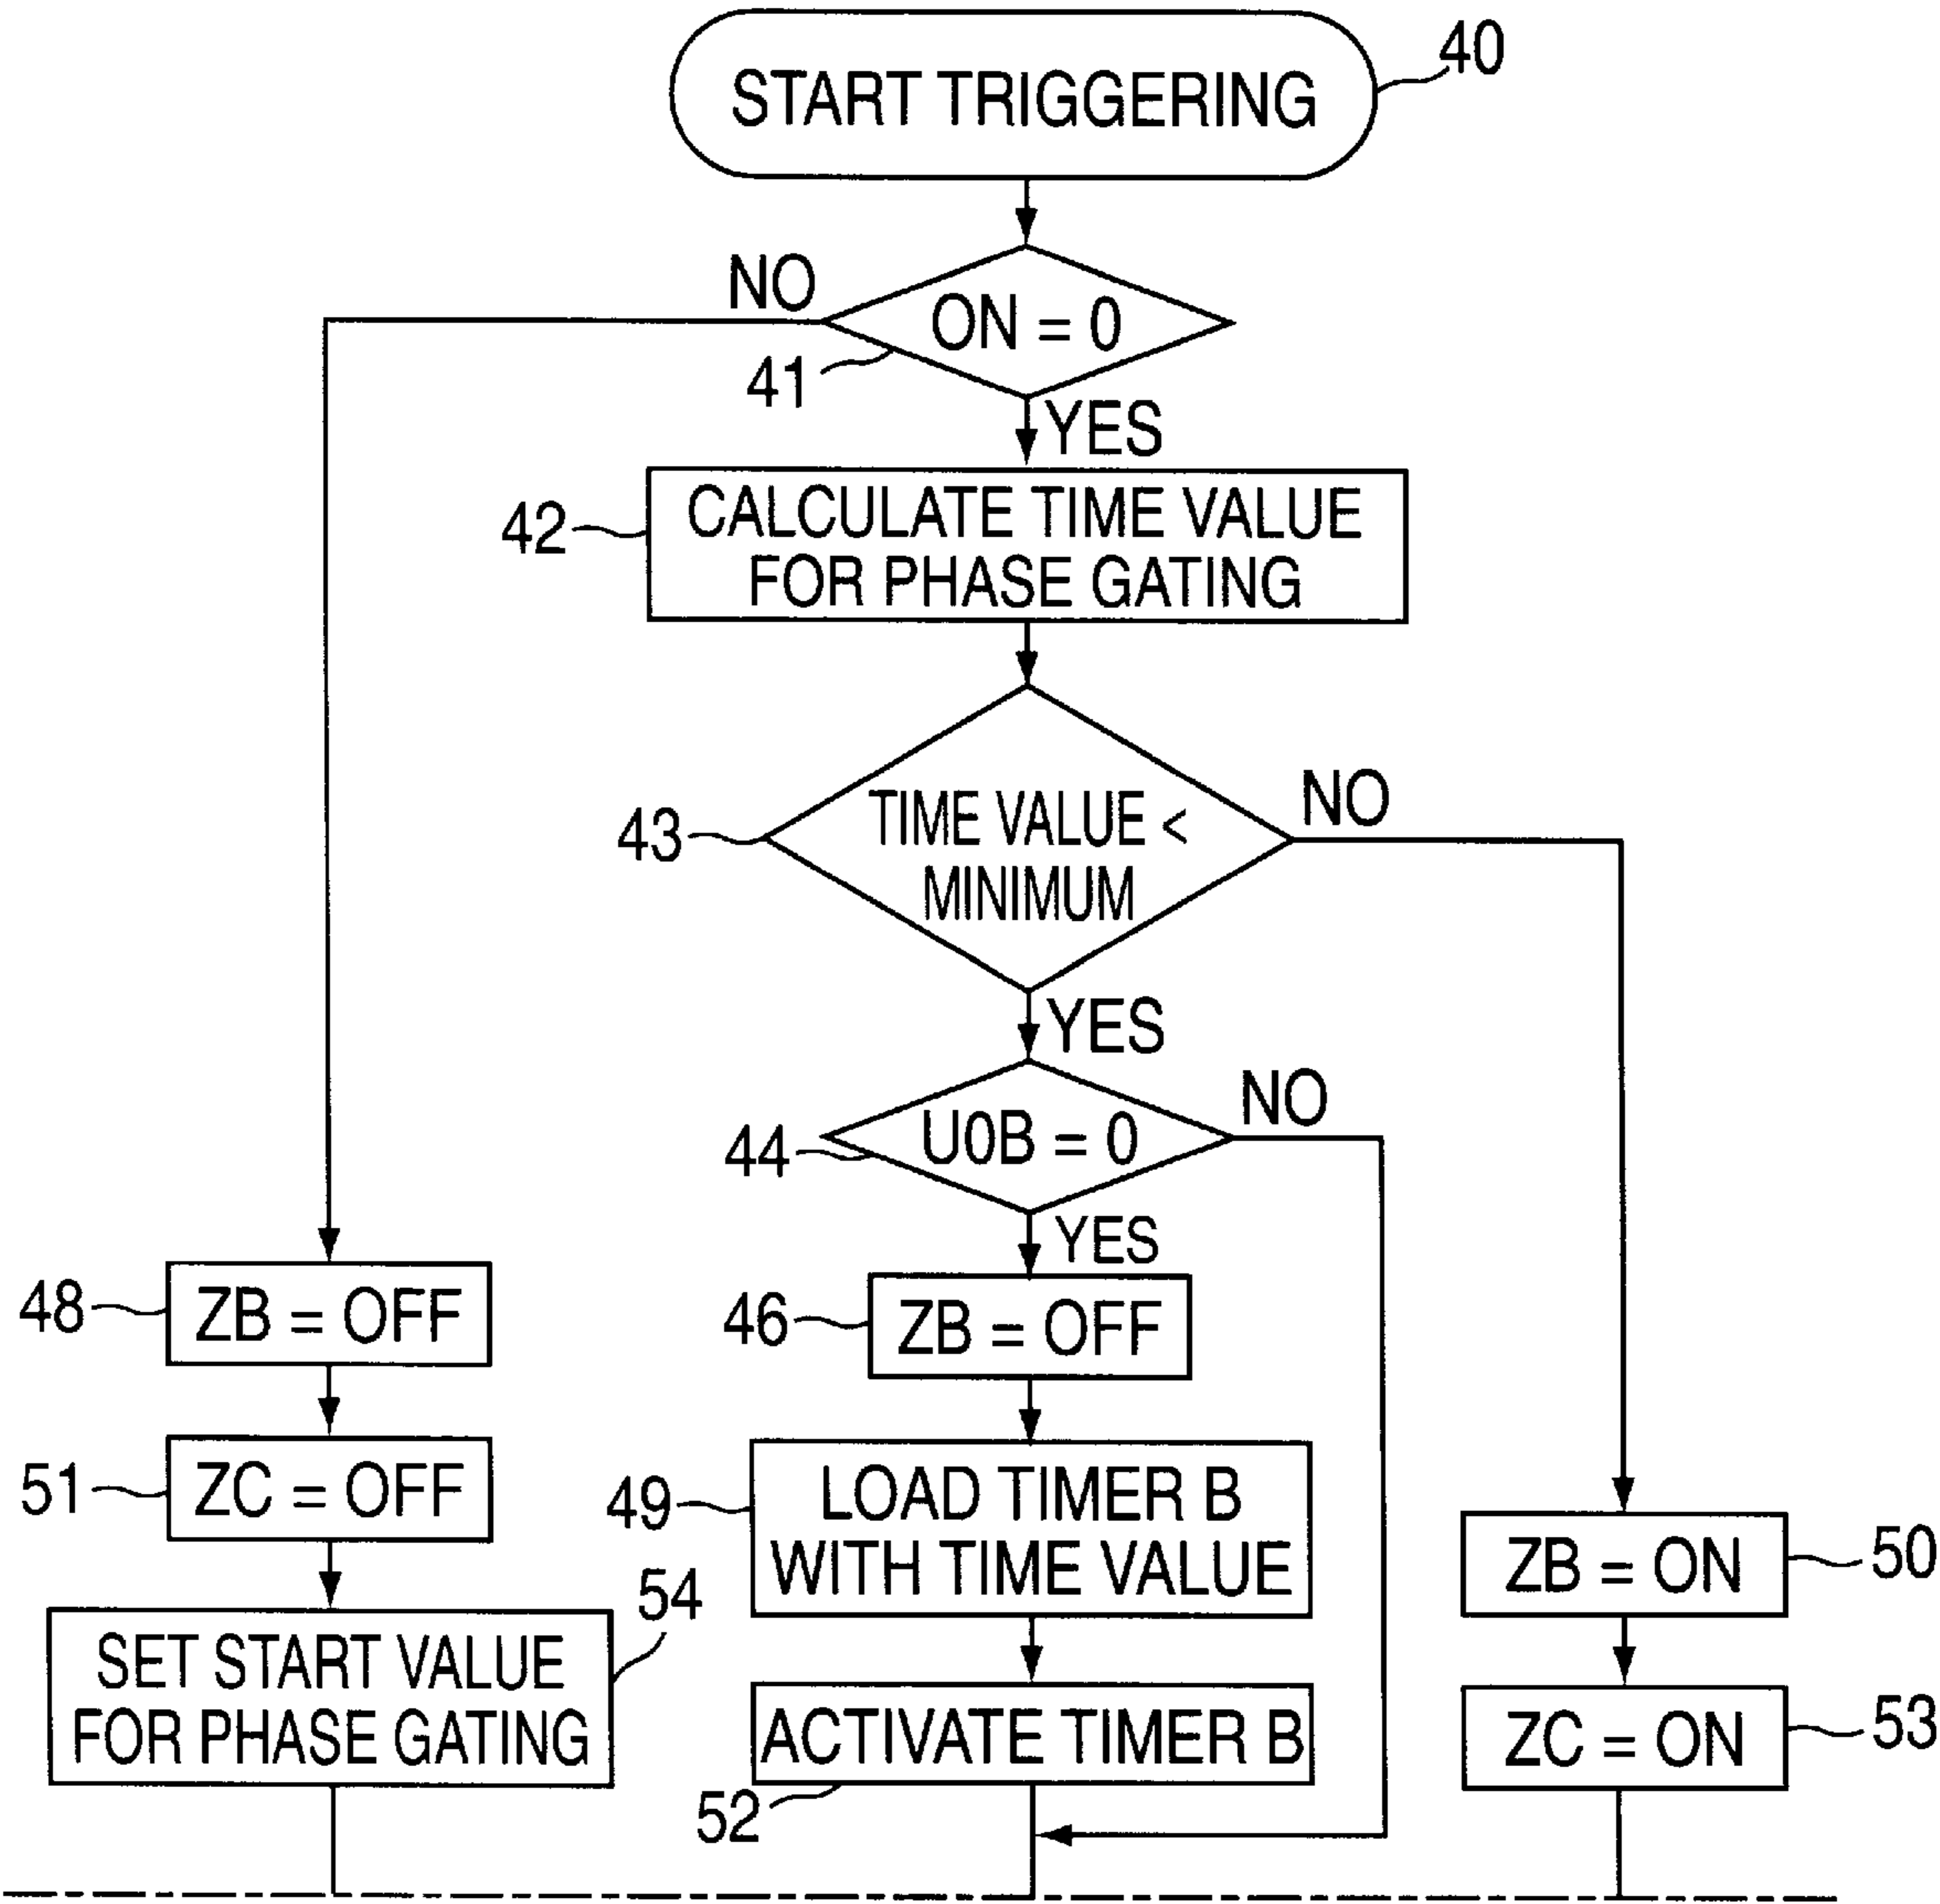 START TRIGGERING
40
NO
ON = 0
41
YES
42
CALCULATE TIME VALUE
FOR PHASE GATING
43
TIME VALUE <
MINIMUM
NO
YES
44
U0B = 0
NO
YES
48
ZB = OFF
46
ZB = OFF
51
ZC = OFF
49
LOAD TIMER B
WITH TIME VALUE
ZB = ON
50
54
SET START VALUE
FOR PHASE GATING
ACTIVATE TIMER B
52
ZC = ON
53